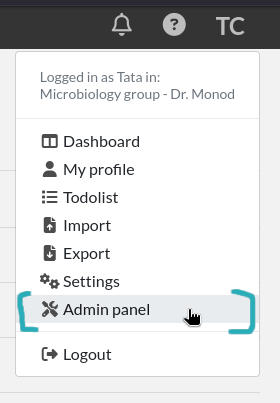 TC
Logged in as Tata in:
Microbiology group - Dr. Monod
Dashboard
My profile
Todolist
Import
Export
Settings
Admin panel
Logout